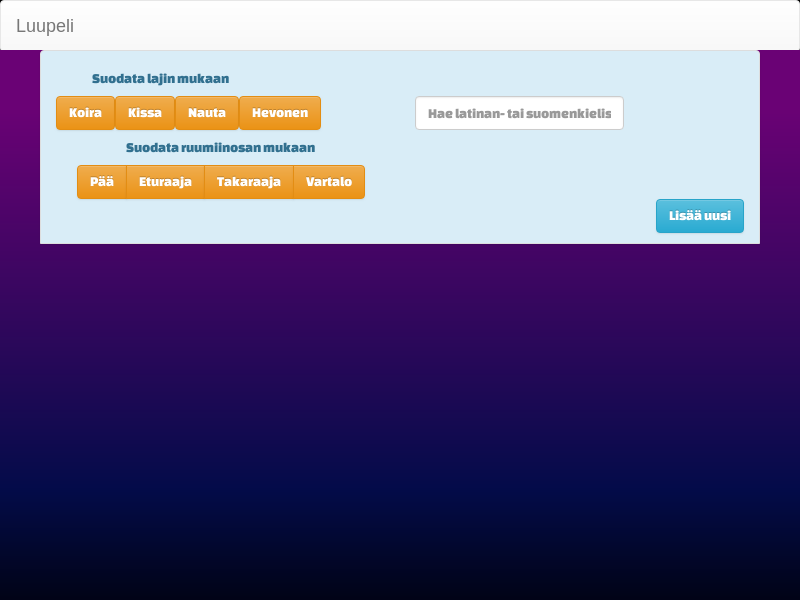 Luupeli
Suodata lajin mukaan
Koira Kissa Nauta Hevonen
Hae latinan- tai suomenkielis
Suodata ruumiinosan mukaan
Pää Eturaaja Takaraaja Vartalo
Lisää uusi